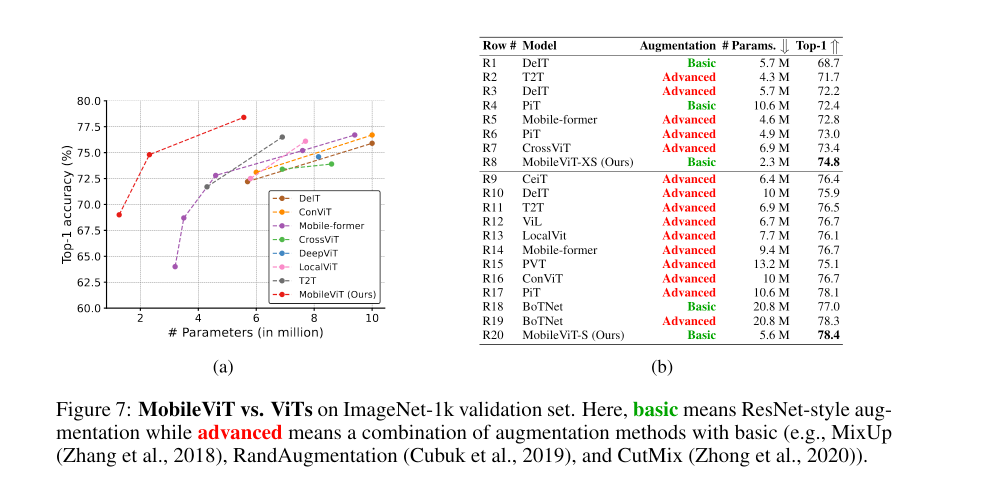 80.0
77.5
75.0
72.5
70.0
67.5
65.0
62.5
60.0
Top-1 accuracy (%)
2 4 6 8 10
# Parameters (in million)
DeIT
ConViT
Mobile-former
CrossViT
DeepViT
LocalViT
T2T
MobileViT (Ours)
(a)
Row # Model Augmentation # Params. ⇓ Top-1 ⇑
R1 DeIT Basic 5.7 M 68.7
R2 T2T Advanced 4.3 M 71.7
R3 DeIT Advanced 5.7 M 72.2
R4 PiT Basic 10.6 M 72.4
R5 Mobile-former Advanced 4.6 M 72.8
R6 PiT Advanced 4.9 M 73.0
R7 CrossViT Advanced 6.9 M 73.4
R8 MobileViT-XS (Ours) Basic 2.3 M 74.8
R9 CeiT Advanced 6.4 M 76.4
R10 DeIT Advanced 10 M 75.9
R11 T2T Advanced 6.9 M 76.5
R12 ViL Advanced 6.7 M 76.7
R13 LocalVit Advanced 7.7 M 76.1
R14 Mobile-former Advanced 9.4 M 76.7
R15 PVT Advanced 13.2 M 75.1
R16 ConViT Advanced 10 M 76.7
R17 PiT Advanced 10.6 M 78.1
R18 BoTNet Basic 20.8 M 77.0
R19 BoTNet Advanced 20.8 M 78.3
R20 MobileViT-S (Ours) Basic 5.6 M 78.4
(b)
Figure 7: MobileViT vs. ViTs on ImageNet-1k validation set. Here, basic means ResNet-style aug-
mentation while advanced means a combination of augmentation methods with basic (e.g., MixUp
(Zhang et al., 2018), RandAugmentation (Cubuk et al., 2019), and CutMix (Zhong et al., 2020)).